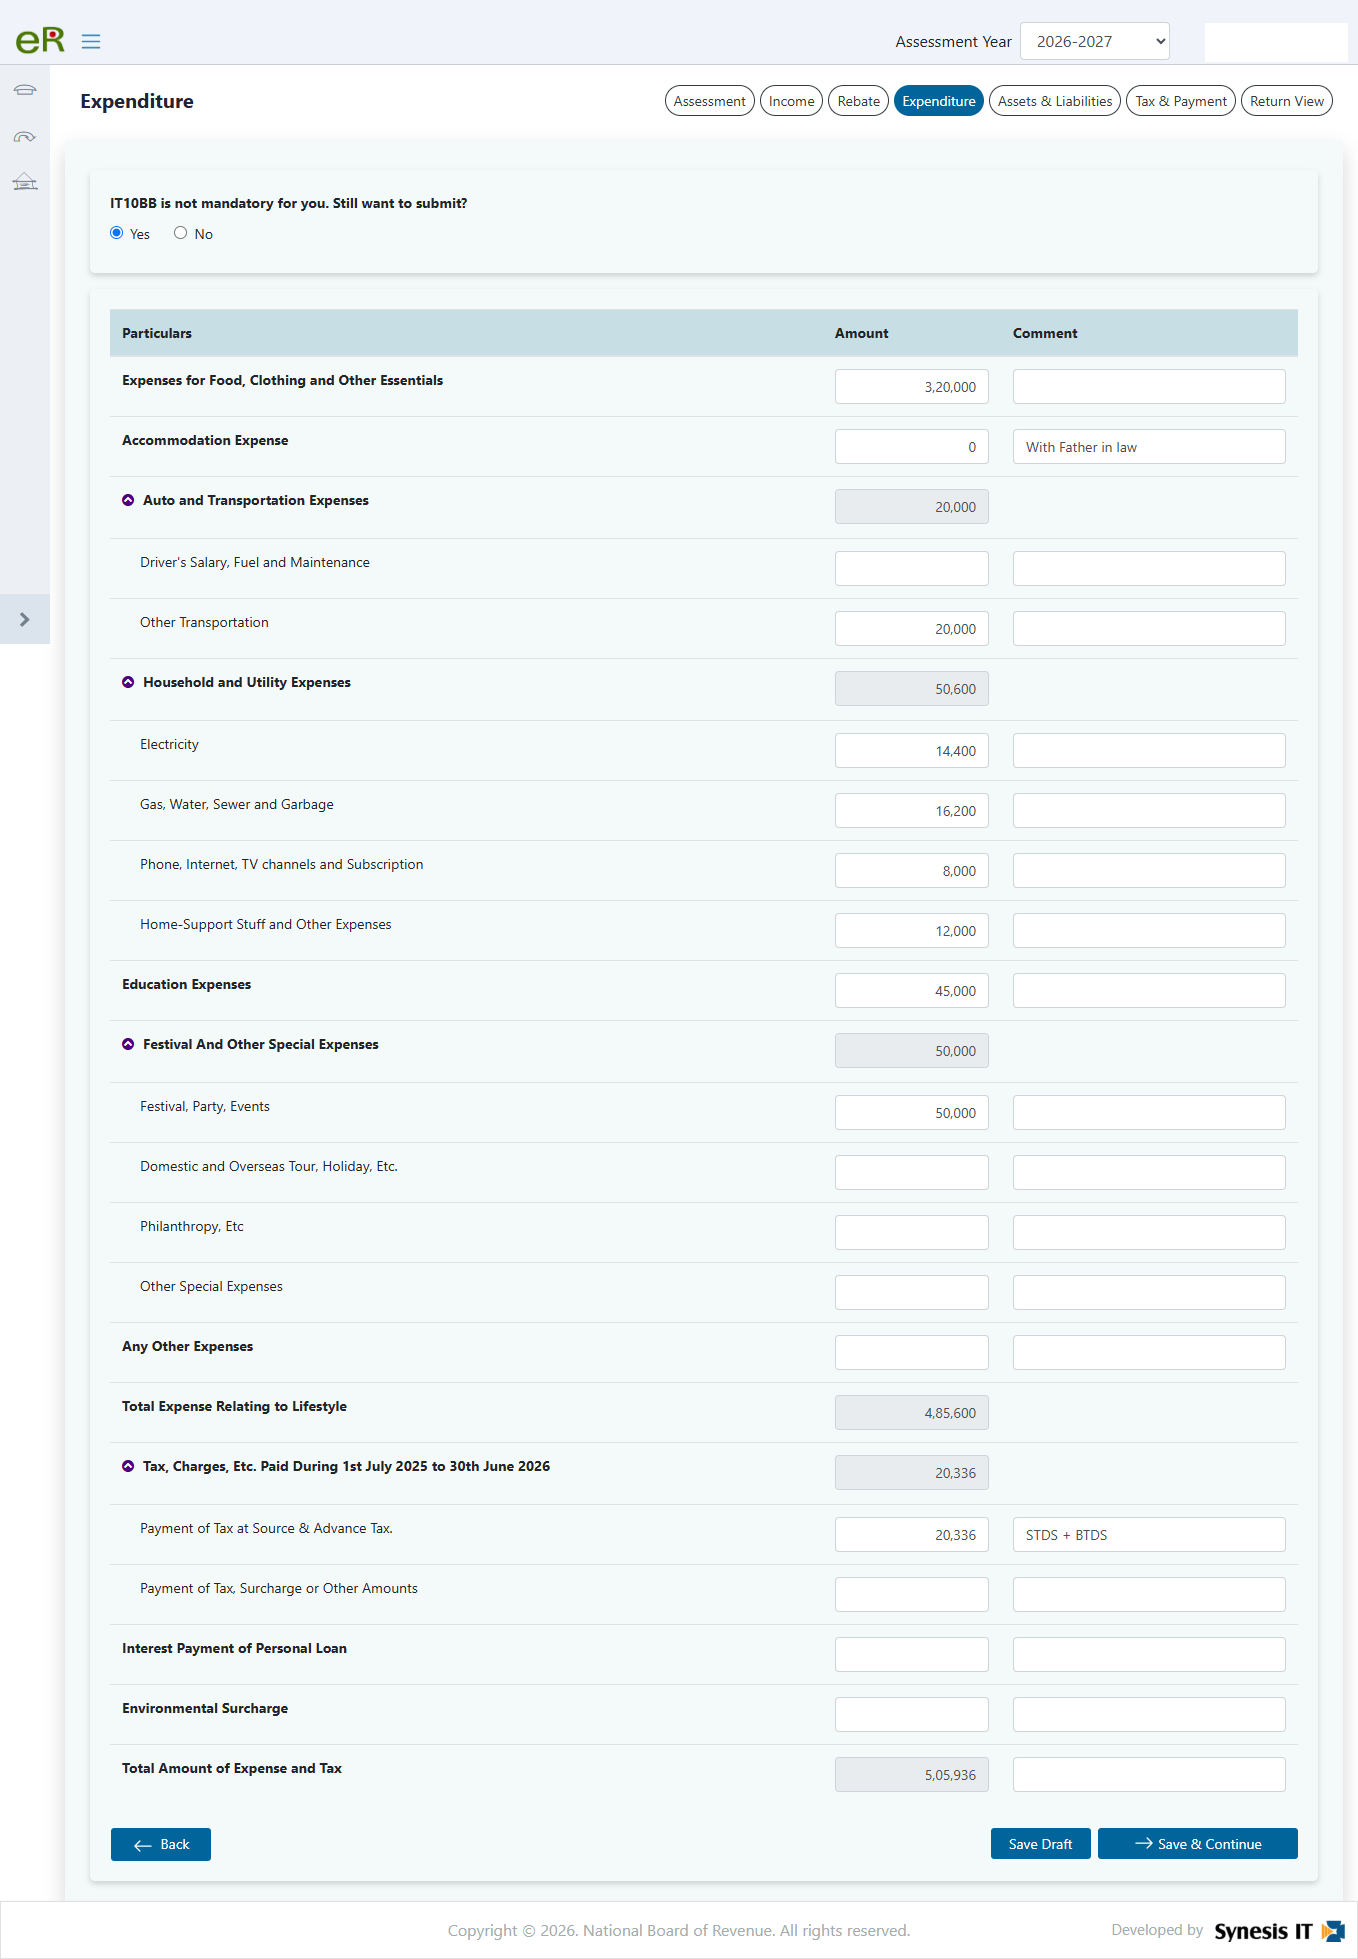 eR
Assessment Year 2026-2027
Expenditure
Assessment Income Rebate Expenditure Assets & Liabilities Tax & Payment Return View
IT10BB is not mandatory for you. Still want to submit?
Yes No
Particulars Amount Comment
Expenses for Food, Clothing and Other Essentials 3,20,000
Accommodation Expense 0 With Father in law
Auto and Transportation Expenses 20,000
Driver's Salary, Fuel and Maintenance
Other Transportation 20,000
Household and Utility Expenses 50,600
Electricity 14,400
Gas, Water, Sewer and Garbage 16,200
Phone, Internet, TV channels and Subscription 8,000
Home-Support Stuff and Other Expenses 12,000
Education Expenses 45,000
Festival And Other Special Expenses 50,000
Festival, Party, Events 50,000
Domestic and Overseas Tour, Holiday, Etc.
Philanthropy, Etc
Other Special Expenses
Any Other Expenses
Total Expense Relating to Lifestyle 4,85,600
Tax, Charges, Etc. Paid During 1st July 2025 to 30th June 2026 20,336
Payment of Tax at Source & Advance Tax. 20,336 STDS + BTDS
Payment of Tax, Surcharge or Other Amounts
Interest Payment of Personal Loan
Environmental Surcharge
Total Amount of Expense and Tax 5,05,936
Back Save Draft Save & Continue
Copyright © 2026. National Board of Revenue. All rights reserved. Developed by Synesis IT